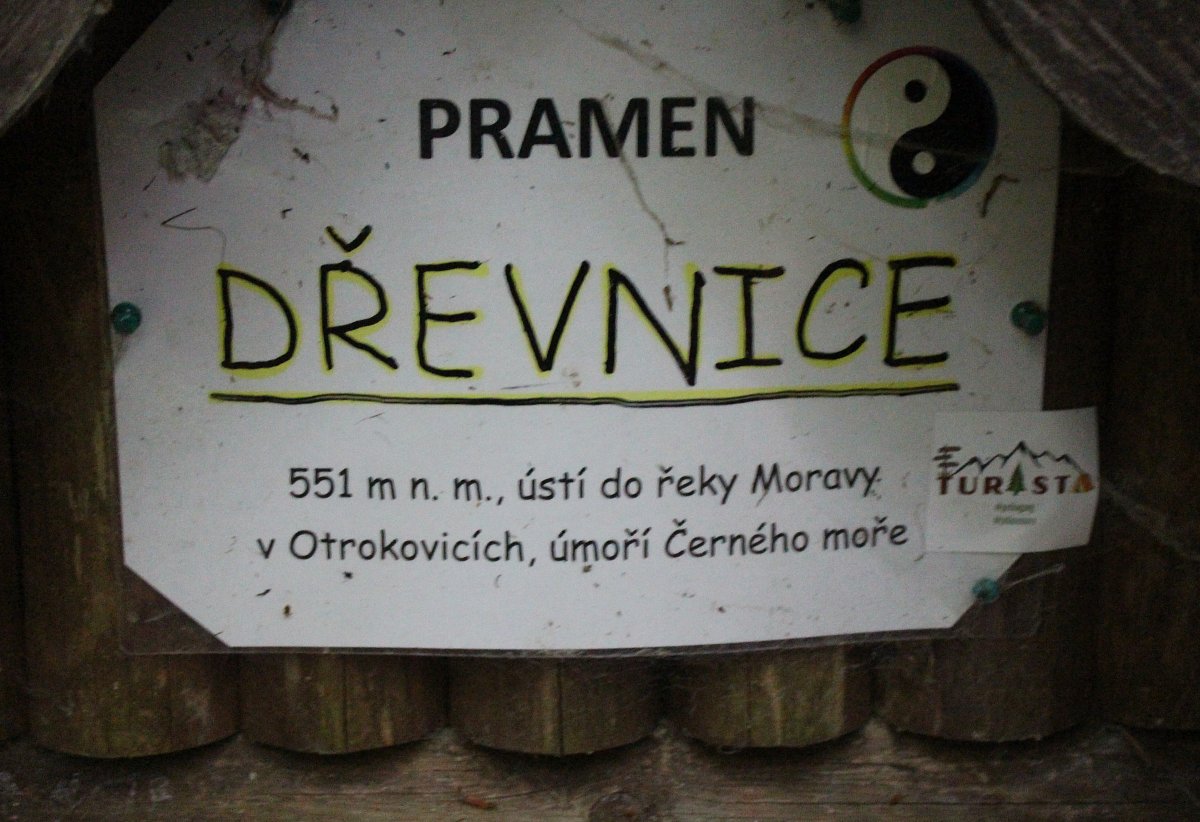 PRAMEN
DŘEVNICE
551 m n. m., ústí do řeky Moravy
v Otrokovicích, úmoří Černého moře
TURISTA